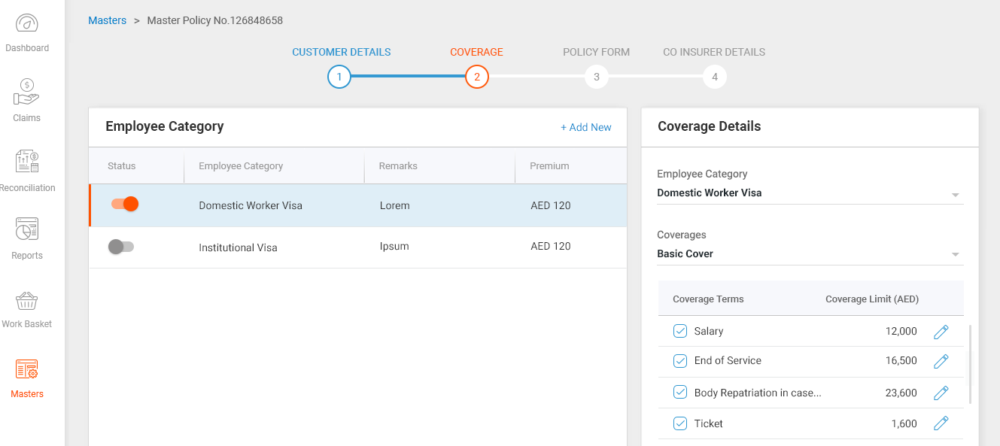 Masters > Master Policy No.126848658
Dashboard
Claims
Reconciliation
Reports
Work Basket
Masters
CUSTOMER DETAILS COVERAGE POLICY FORM CO INSURER DETAILS
1 2 3 4
Employee Category + Add New
Status Employee Category Remarks Premium
Domestic Worker Visa Lorem AED 120
Institutional Visa Ipsum AED 120
Coverage Details
Employee Category
Domestic Worker Visa
Coverages
Basic Cover
Coverage Terms Coverage Limit (AED)
Salary 12,000
End of Service 16,500
Body Repatriation in case... 23,600
Ticket 1,600